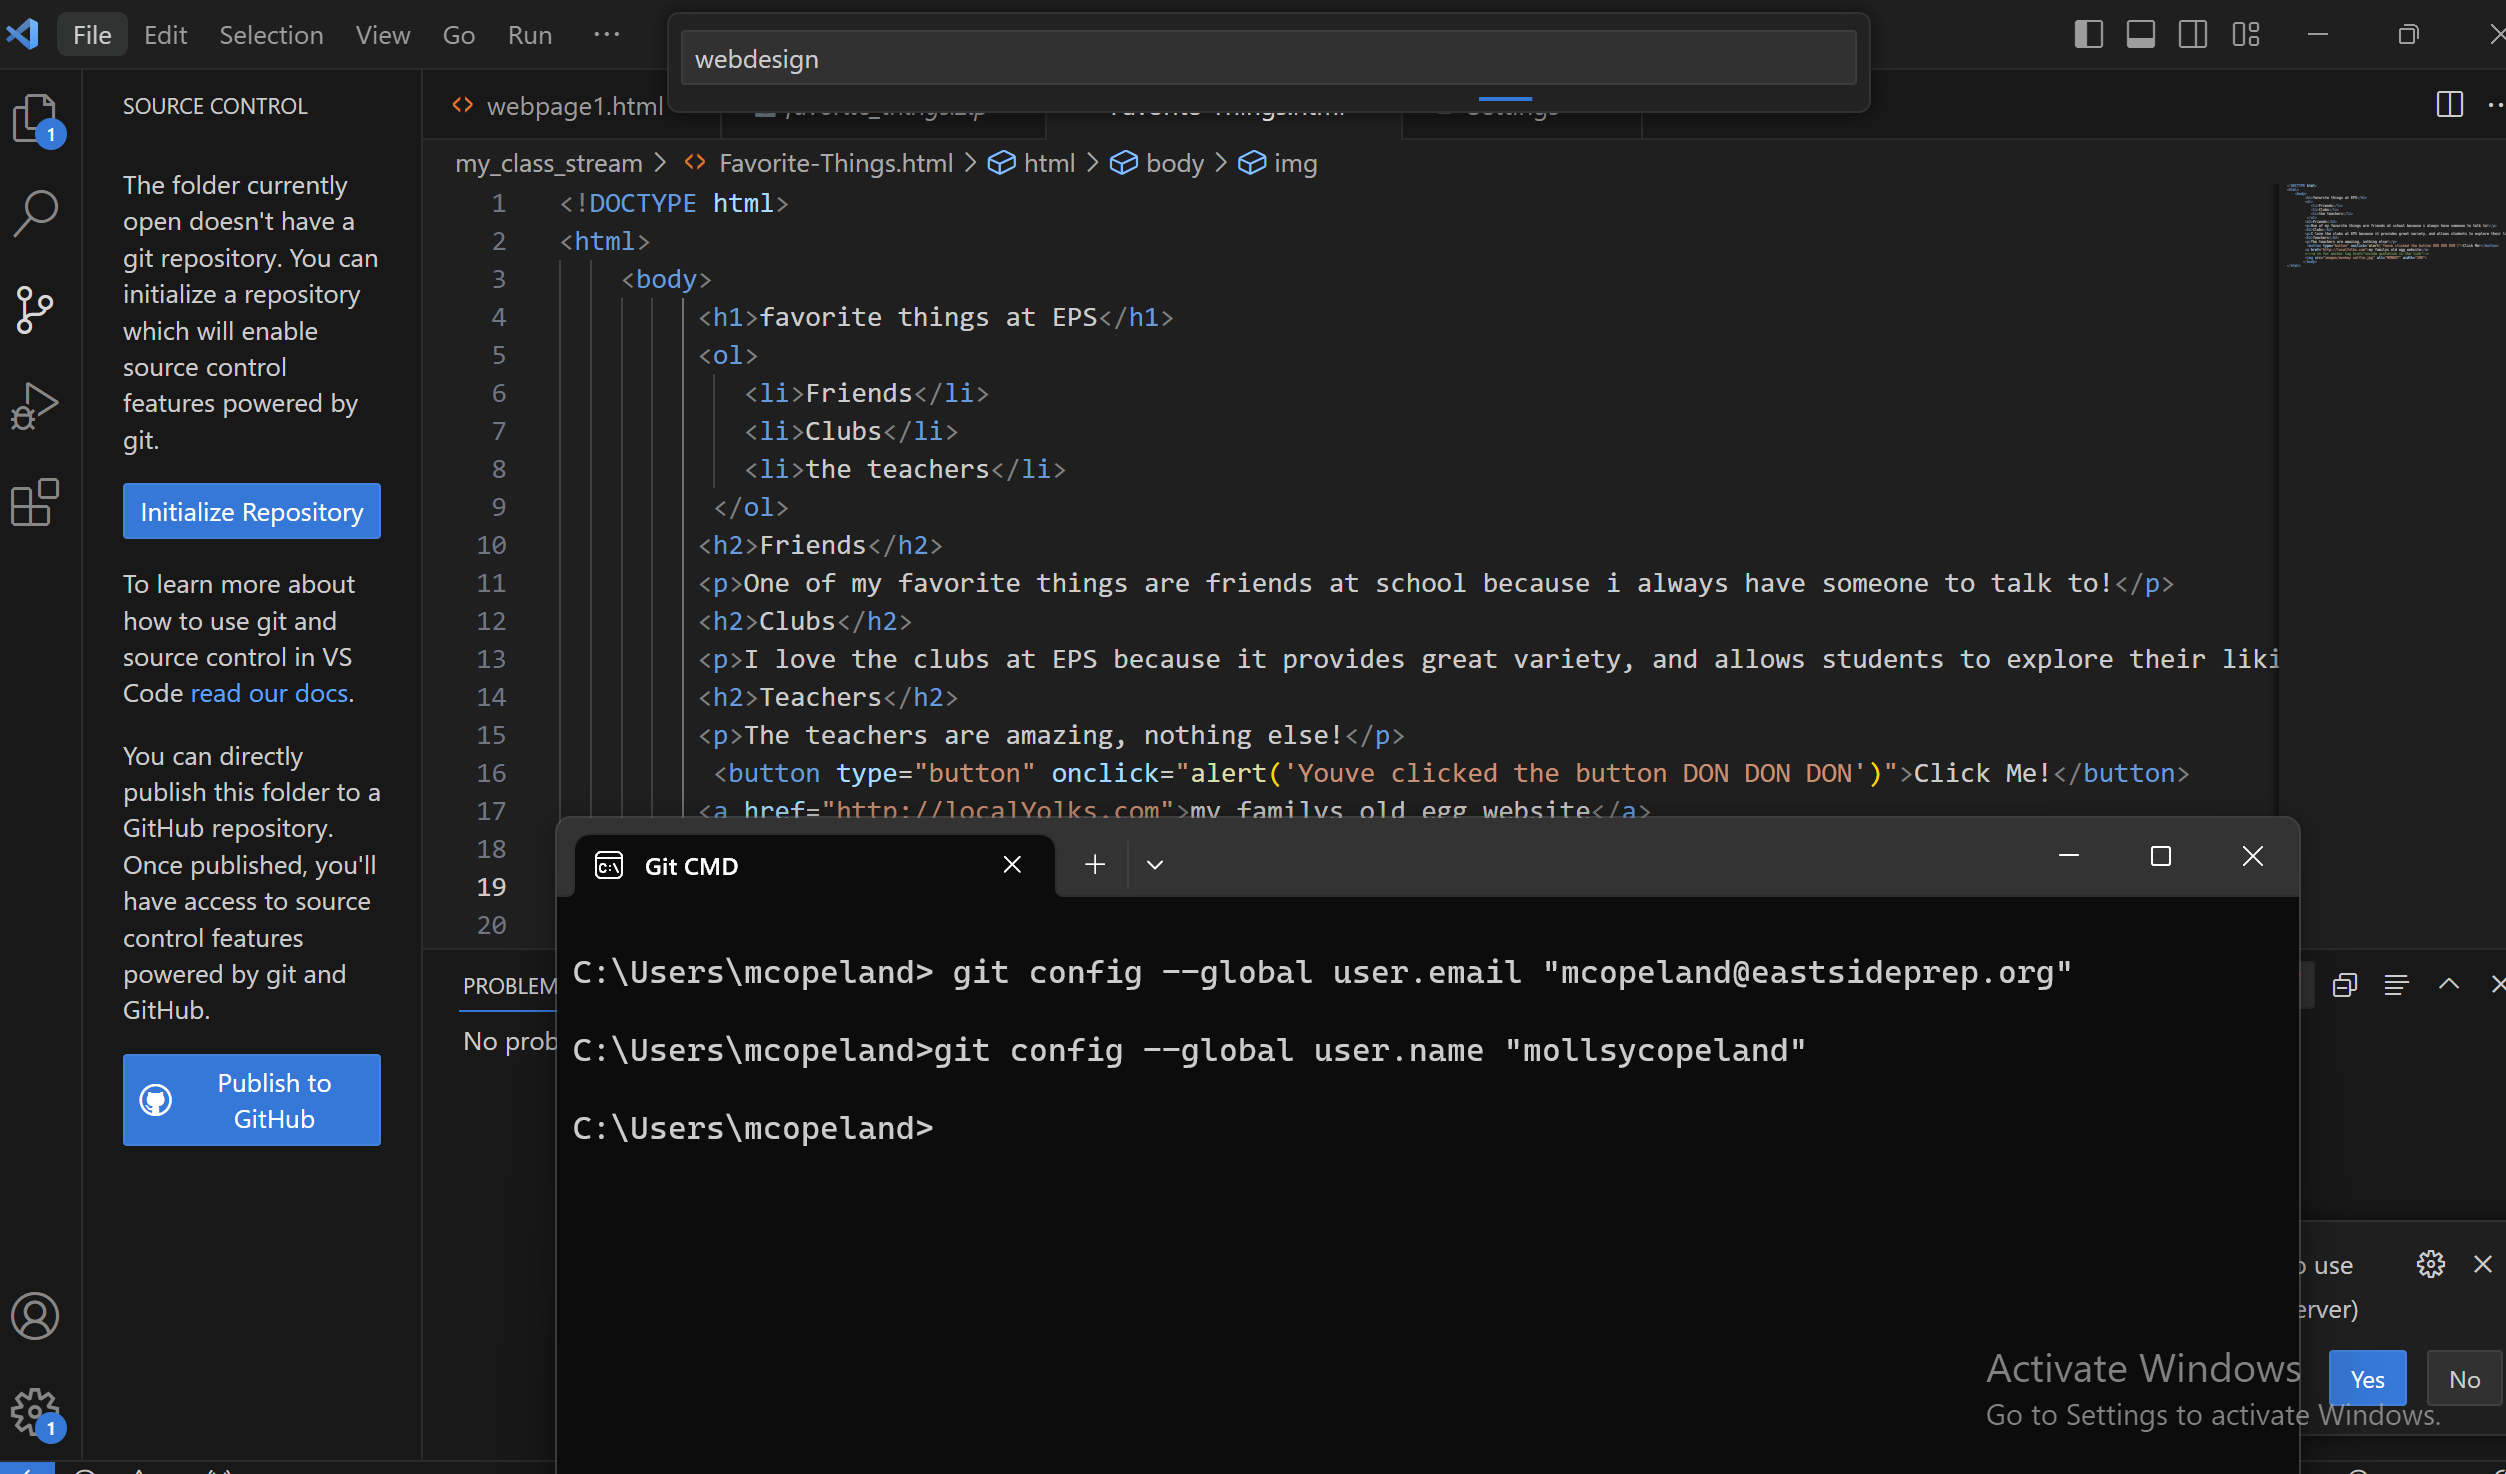 File Edit Selection View Go Run ···
webdesign
SOURCE CONTROL
webpage1.html
Settings
my_class_stream > Favorite-Things.html > html > body > img
The folder currently
open doesn't have a
git repository. You can
initialize a repository
which will enable
source control
features powered by
git.
Initialize Repository
To learn more about
how to use git and
source control in VS
Code read our docs.
You can directly
publish this folder to a
GitHub repository.
Once published, you'll
have access to source
control features
powered by git and
GitHub.
Publish to
GitHub
1
1
1 <!DOCTYPE html>
2 <html>
3 <body>
4 <h1>favorite things at EPS</h1>
5 <ol>
6 <li>Friends</li>
7 <li>Clubs</li>
8 <li>the teachers</li>
9 </ol>
10 <h2>Friends</h2>
11 <p>One of my favorite things are friends at school because i always have someone to talk to!</p>
12 <h2>Clubs</h2>
13 <p>I love the clubs at EPS because it provides great variety, and allows students to explore their liki
14 <h2>Teachers</h2>
15 <p>The teachers are amazing, nothing else!</p>
16 <button type="button" onclick="alert('Youve clicked the button DON DON DON')">Click Me!</button>
17 <a href="http://localYolks.com">my familys old egg website</a>
18
19
20
PROBLEM
No prob
Git CMD
C:\Users\mcopeland> git config --global user.email "mcopeland@eastsideprep.org"
C:\Users\mcopeland>git config --global user.name "mollsycopeland"
C:\Users\mcopeland>
o use
erver)
Yes No
Activate Windows
Go to Settings to activate Windows.